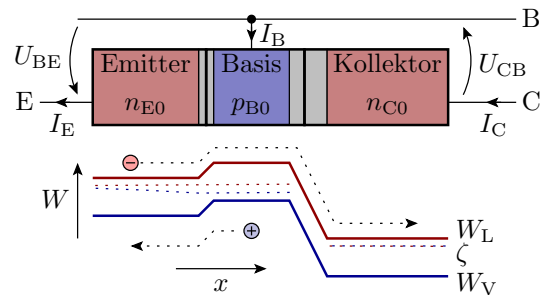 B
I_B
U_BE
Emitter Basis Kollektor
U_CB
E
n_E0 p_B0 n_C0
C
I_E
I_C
−
W
W_L
ζ
+
W_V
x